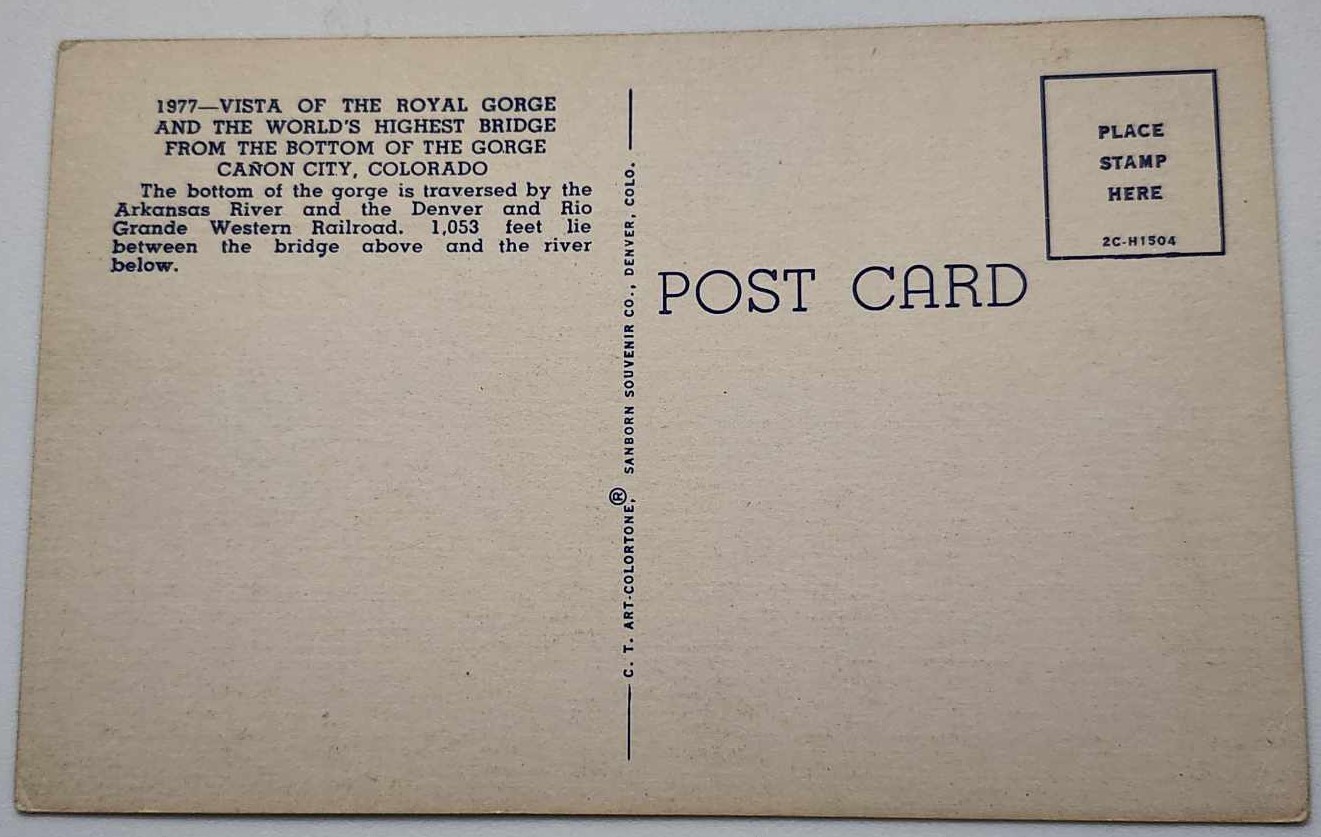 1977—VISTA OF THE ROYAL GORGE
AND THE WORLD'S HIGHEST BRIDGE
FROM THE BOTTOM OF THE GORGE
CAÑON CITY, COLORADO
The bottom of the gorge is traversed by the
Arkansas River and the Denver and Rio
Grande Western Railroad. 1,053 feet lie
between the bridge above and the river
below.
C. T. ART-COLORTONE,® SANBORN SOUVENIR CO., DENVER, COLO.
POST CARD
PLACE
STAMP
HERE
2C-H1504